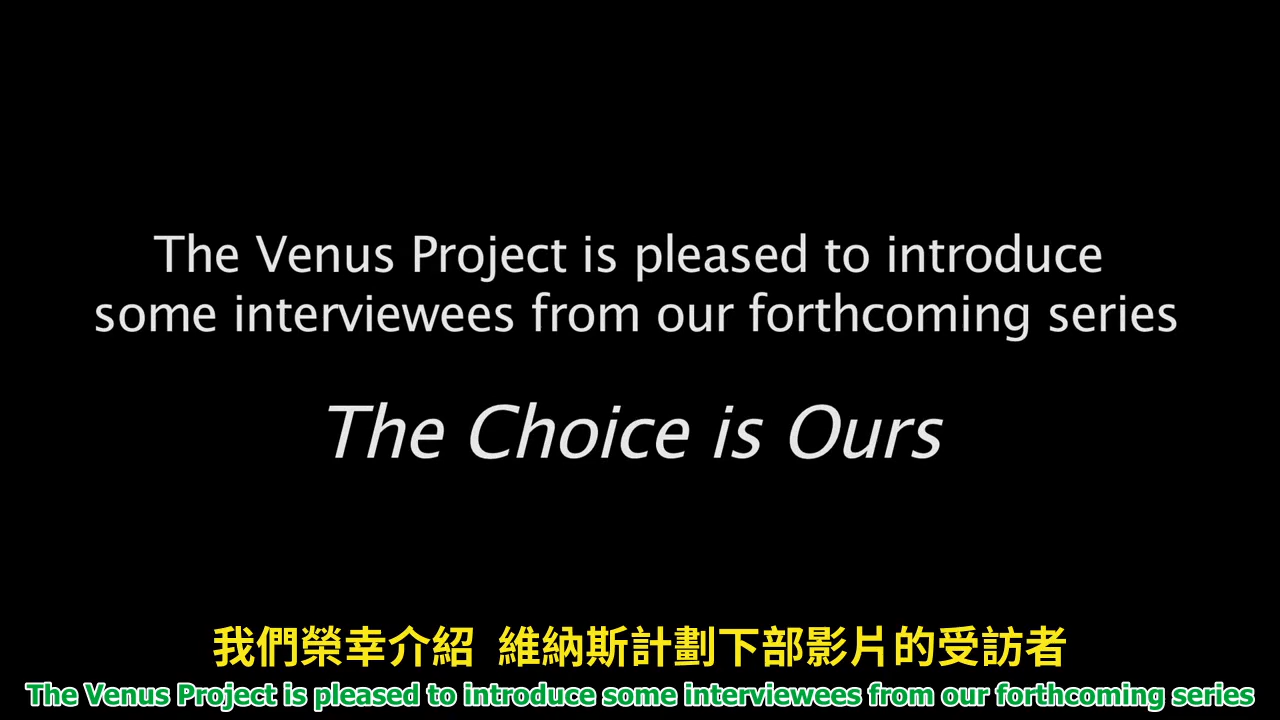 The Venus Project is pleased to introduce
some interviewees from our forthcoming series
The Choice is Ours
我們榮幸介紹 維納斯計劃下部影片的受訪者
The Venus Project is pleased to introduce some interviewees from our forthcoming series